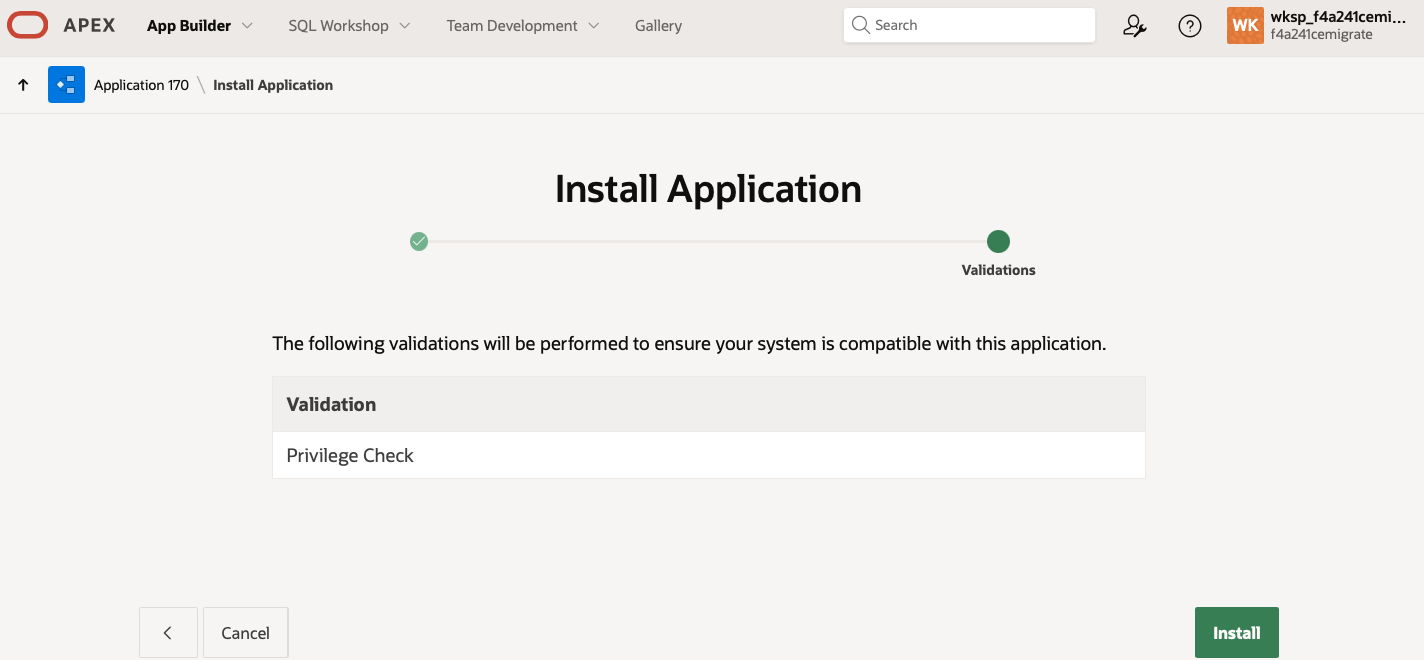 APEX App Builder SQL Workshop Team Development Gallery Search ? WK wksp_f4a241cemi...
f4a241cemigrate
Application 170 \ Install Application
Install Application
Validations
The following validations will be performed to ensure your system is compatible with this application.
Validation
Privilege Check
Cancel Install